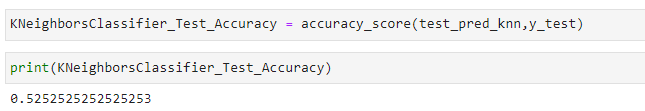 KNeighborsClassifier_Test_Accuracy = accuracy_score(test_pred_knn,y_test)
print(KNeighborsClassifier_Test_Accuracy)
0.5252525252525253